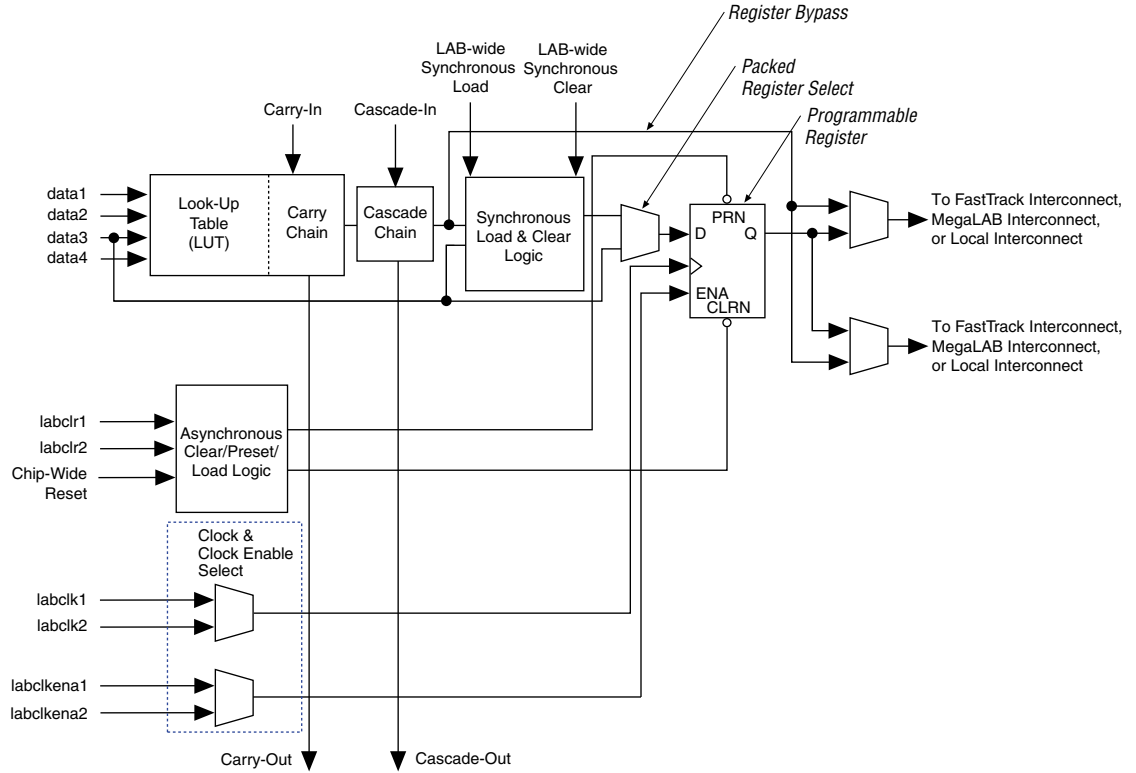 Register Bypass
LAB-wide
Synchronous
Load
LAB-wide
Synchronous
Clear
Packed
Register Select
Carry-In
Cascade-In
Programmable
Register
data1
data2
data3
data4
Look-Up
Table
(LUT)
Carry
Chain
Cascade
Chain
Synchronous
Load & Clear
Logic
PRN
D
Q
ENA
CLRN
To FastTrack Interconnect,
MegaLAB Interconnect,
or Local Interconnect
To FastTrack Interconnect,
MegaLAB Interconnect,
or Local Interconnect
labclr1
labclr2
Chip-Wide
Reset
Asynchronous
Clear/Preset/
Load Logic
Clock &
Clock Enable
Select
labclk1
labclk2
labclkena1
labclkena2
Carry-Out
Cascade-Out